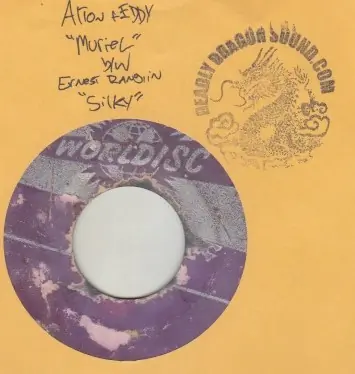 Alton & EDDY
"Muriel"
b/w
Ernest Ranglin
"Silky"
DEADLY DRAGON SOUND.COM
WORLDISC